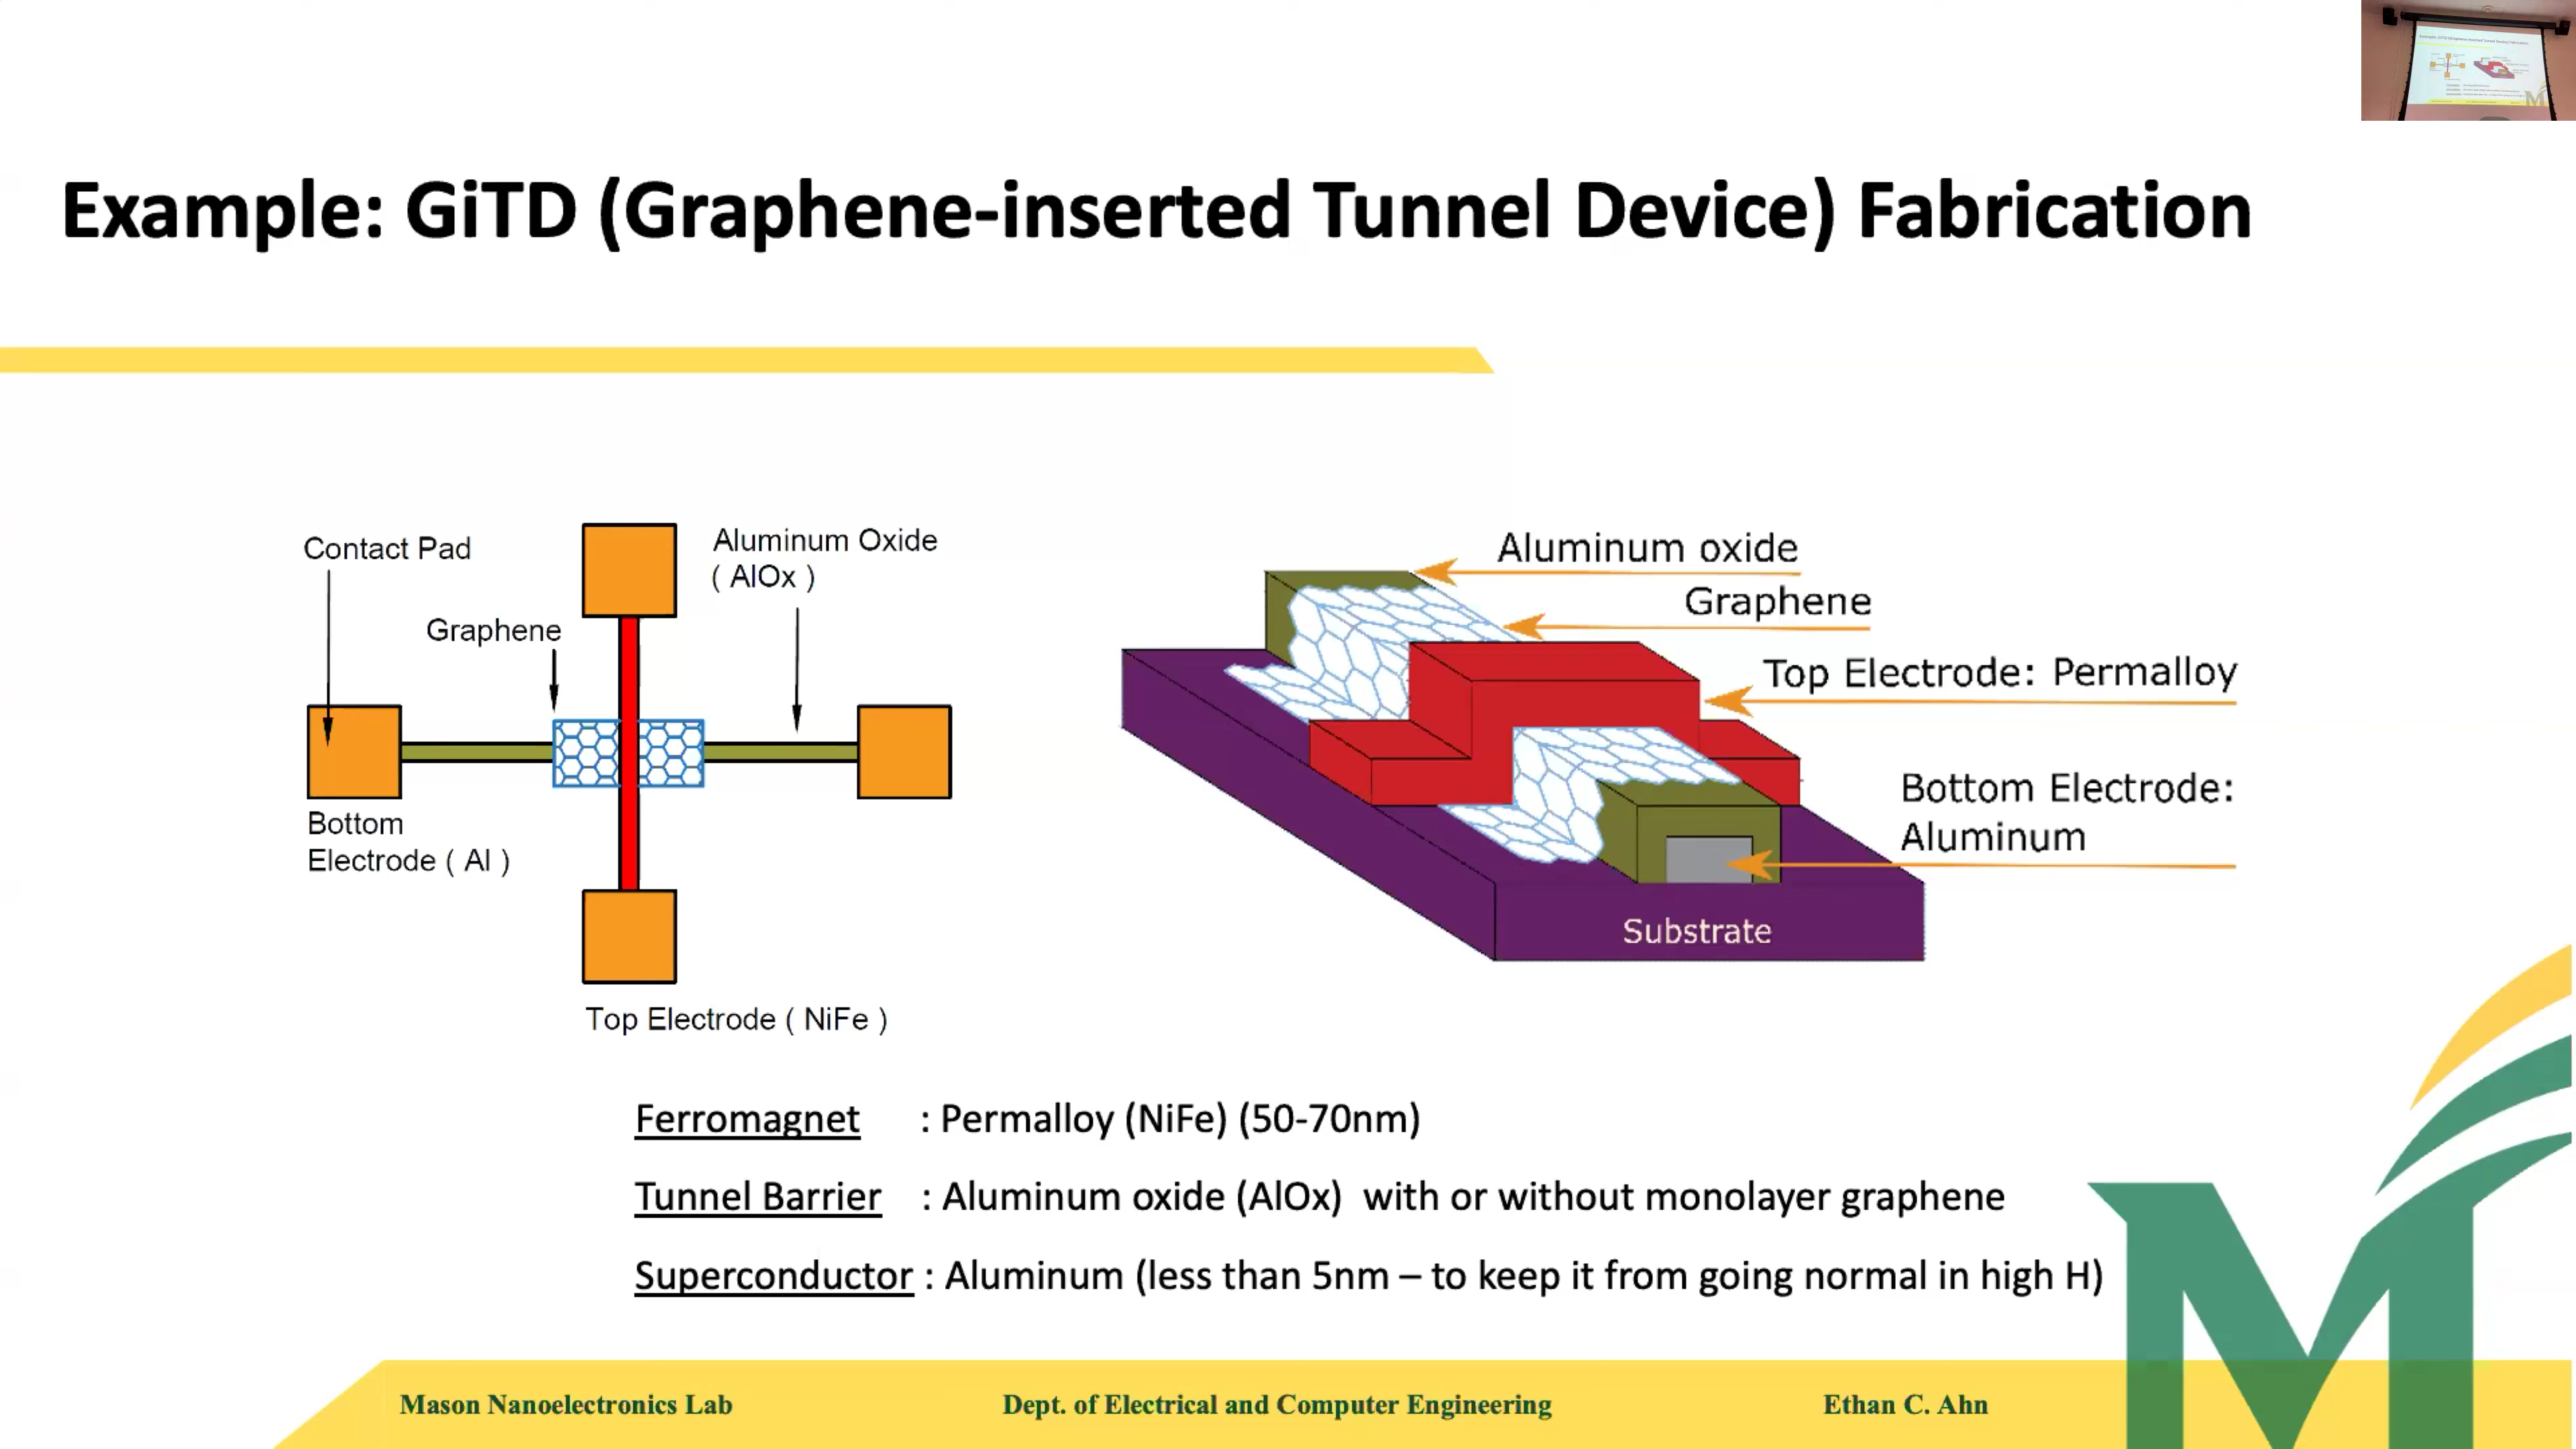 Example: GiTD (Graphene-inserted Tunnel Device) Fabrication
Contact Pad
Graphene
Aluminum Oxide
( AlOx )
Bottom
Electrode ( Al )
Top Electrode ( NiFe )
Aluminum oxide
Graphene
Top Electrode: Permalloy
Bottom Electrode:
Aluminum
Substrate
Ferromagnet : Permalloy (NiFe) (50-70nm)
Tunnel Barrier : Aluminum oxide (AlOx) with or without monolayer graphene
Superconductor : Aluminum (less than 5nm – to keep it from going normal in high H)
Mason Nanoelectronics Lab
Dept. of Electrical and Computer Engineering
Ethan C. Ahn